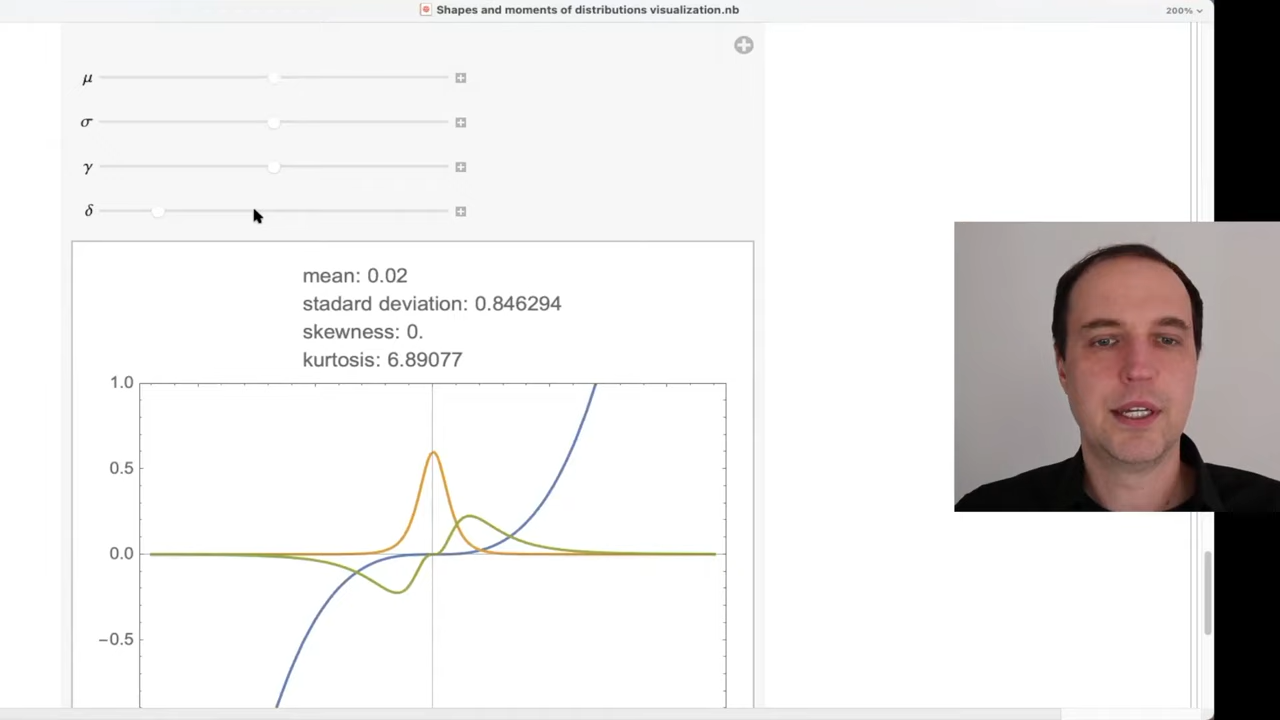 Shapes and moments of distributions visualization.nb
200%
μ
σ
γ
δ
mean: 0.02
stadard deviation: 0.846294
skewness: 0.
kurtosis: 6.89077
1.0
0.5
0.0
−0.5